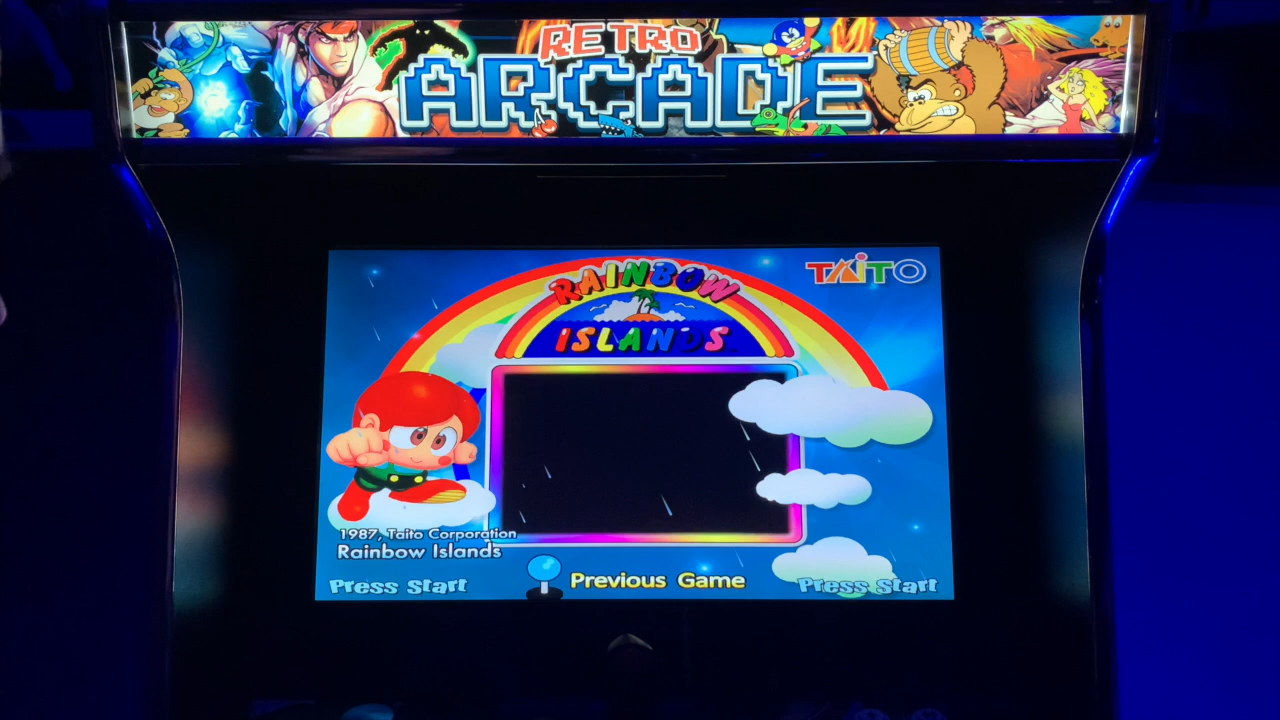 RETRO
ARCADE
TAITO
RAINBOW
ISLANDS
1987, Taito Corporation
Rainbow Islands
Press Start
Previous Game
Press Start